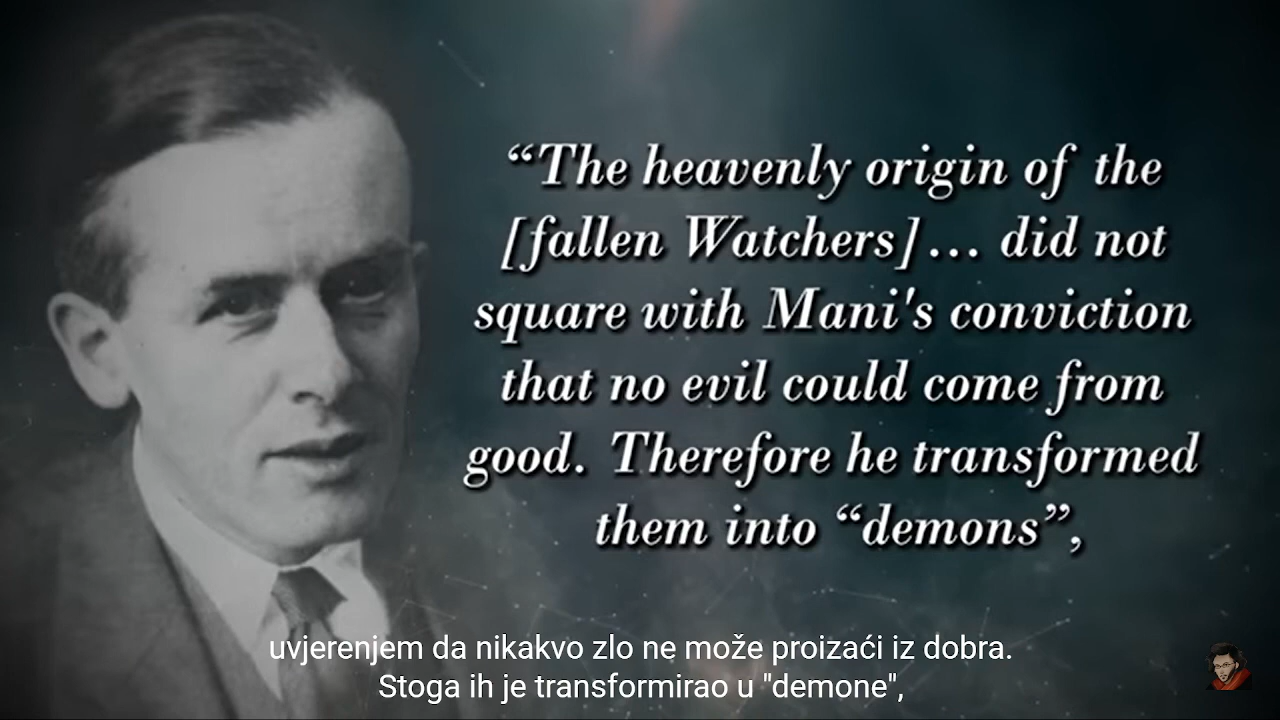 “The heavenly origin of the
[fallen Watchers]... did not
square with Mani's conviction
that no evil could come from
good. Therefore he transformed
them into “demons”,
uvjerenjem da nikakvo zlo ne može proizaći iz dobra.
Stoga ih je transformirao u "demone",